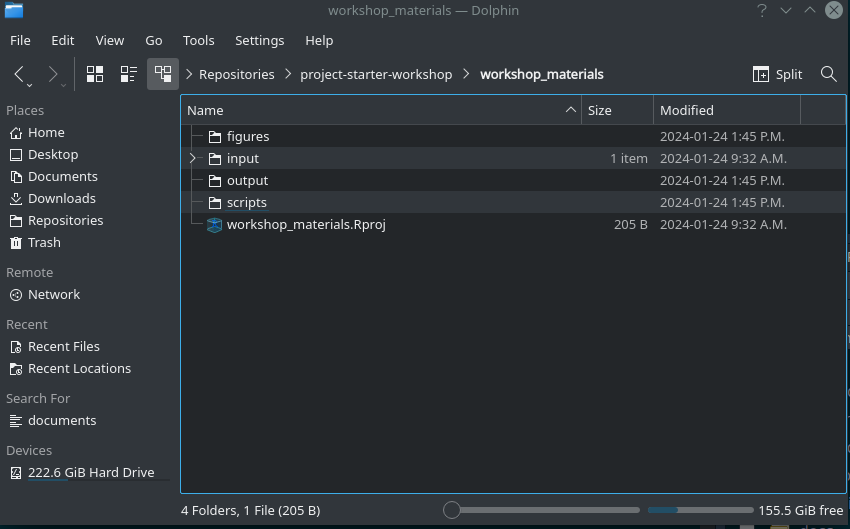 workshop_materials — Dolphin
File Edit View Go Tools Settings Help
Repositories project-starter-workshop workshop_materials Split
Places
Home
Desktop
Documents
Downloads
Repositories
Trash
Remote
Network
Recent
Recent Files
Recent Locations
Search For
documents
Devices
222.6 GiB Hard Drive
Name Size Modified
figures 2024-01-24 1:45 P.M.
input 1 item 2024-01-24 9:32 A.M.
output 2024-01-24 1:45 P.M.
scripts 2024-01-24 1:45 P.M.
workshop_materials.Rproj 205 B 2024-01-24 9:32 A.M.
4 Folders, 1 File (205 B) 155.5 GiB free